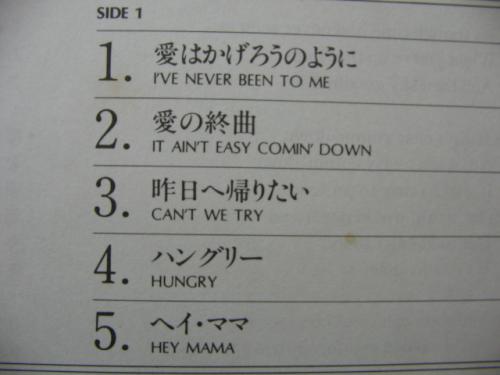 SIDE 1
1. 愛はかげろうのように
I'VE NEVER BEEN TO ME
2. 愛の終曲
IT AIN'T EASY COMIN' DOWN
3. 昨日へ帰りたい
CAN'T WE TRY
4. ハングリー
HUNGRY
5. ヘイ・ママ
HEY MAMA